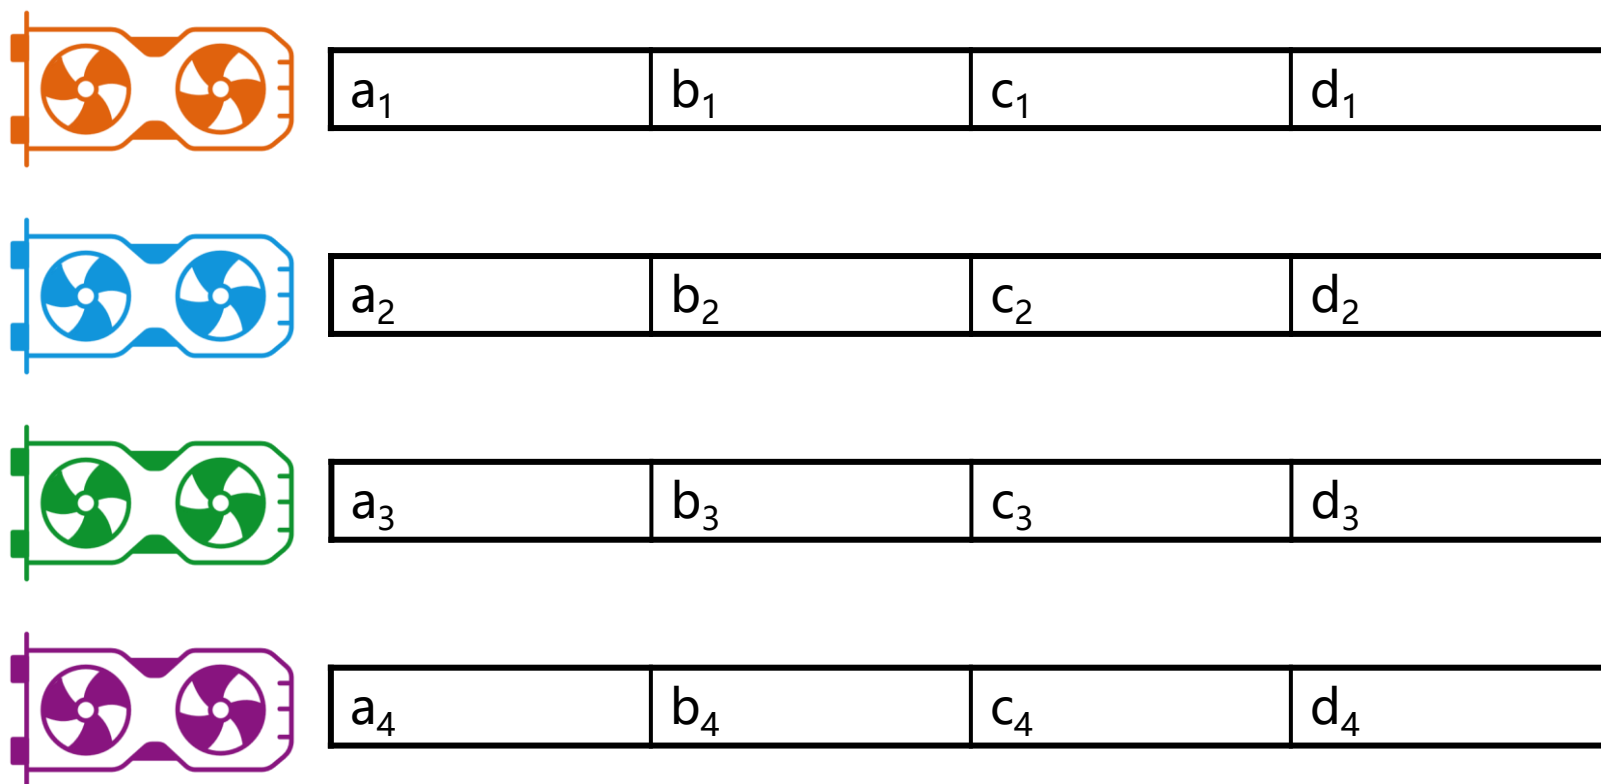 a₁ b₁ c₁ d₁
a₂ b₂ c₂ d₂
a₃ b₃ c₃ d₃
a₄ b₄ c₄ d₄